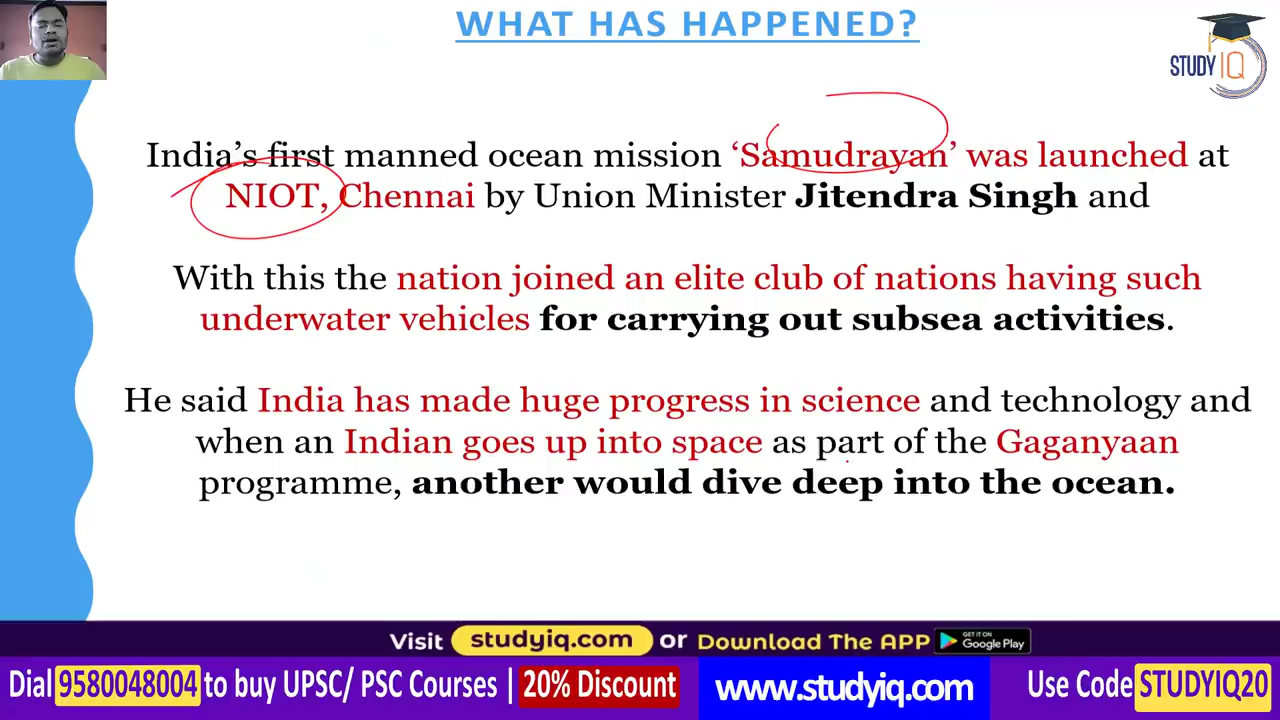 WHAT HAS HAPPENED?
STUDY IQ
India’s first manned ocean mission ‘Samudrayan’ was launched at
NIOT, Chennai by Union Minister Jitendra Singh and
With this the nation joined an elite club of nations having such
underwater vehicles for carrying out subsea activities.
He said India has made huge progress in science and technology and
when an Indian goes up into space as part of the Gaganyaan
programme, another would dive deep into the ocean.
Visit studyiq.com or Download The APP GET IT ON Google Play
Dial 9580048004 to buy UPSC/ PSC Courses | 20% Discount www.studyiq.com Use Code STUDYIQ20